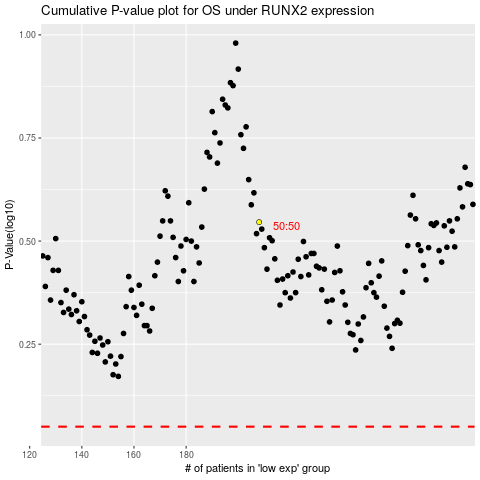 Cumulative P-value plot for OS under RUNX2 expression
1.00
0.75
0.50
0.25
P-Value(log10)
50:50
120 140 160 180
# of patients in 'low exp' group